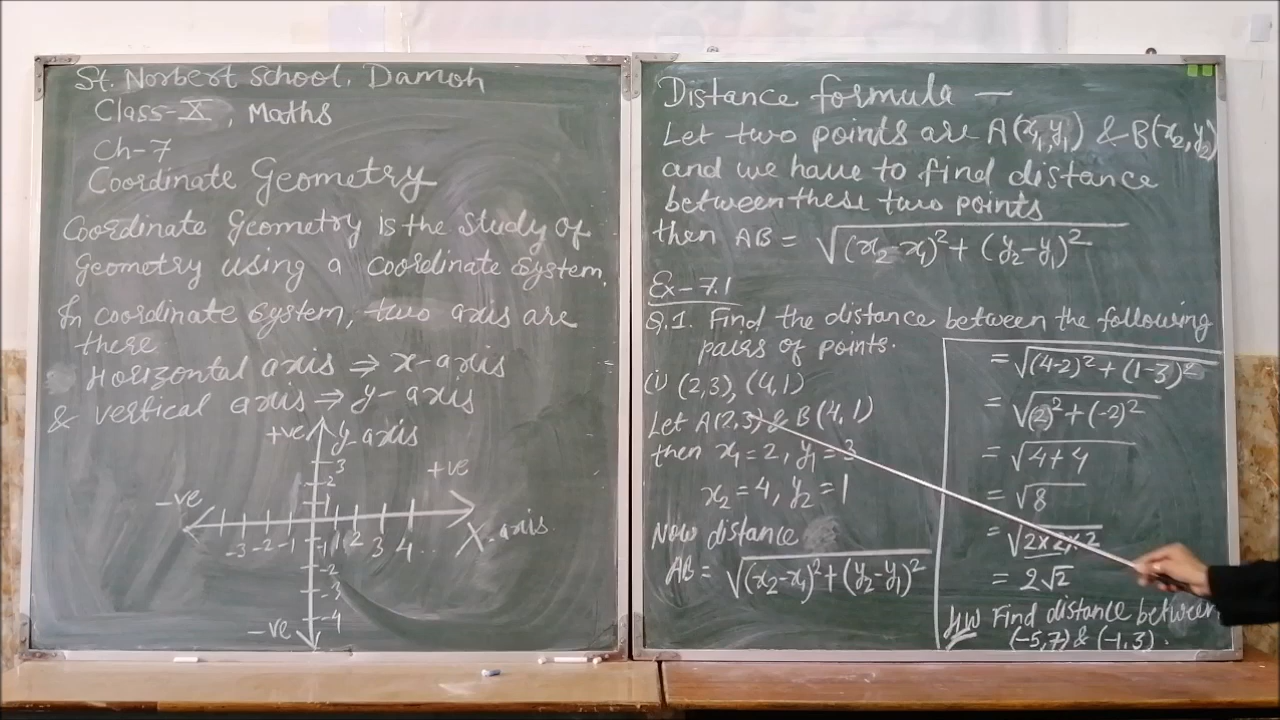 St. Norbert School, Damoh
Class-X, Maths
Ch-7
Coordinate Geometry
Coordinate Geometry is the study of
geometry using a coordinate system.
In coordinate system, two axis are
there
Horizontal axis ⇒ x-axis
& vertical axis ⇒ y-axis
+ve y axis
3
2
1
+ve
-ve
-3 -2 -1 1 2 3 4 ..
X-axis
-1
-2
-3
-4
-ve
Distance formula —
Let two points are A(x₁,y₁) & B(x₂,y₂)
and we have to find distance
between these two points
then AB = √((x₂-x₁)²+(y₂-y₁)²)
Ex-7.1
Q.1. Find the distance between the following
pairs of points.
(i) (2,3), (4,1)
Let A(2,3) & B(4,1)
then x₁=2, y₁=3
x₂=4, y₂=1
Now distance
AB = √((x₂-x₁)²+(y₂-y₁)²)
= √((4-2)²+(1-3)²)
= √((2)²+(-2)²)
= √(4+4)
= √8
= √(2×2×2)
= 2√2
HW Find distance between
(-5,7) & (-1,3).